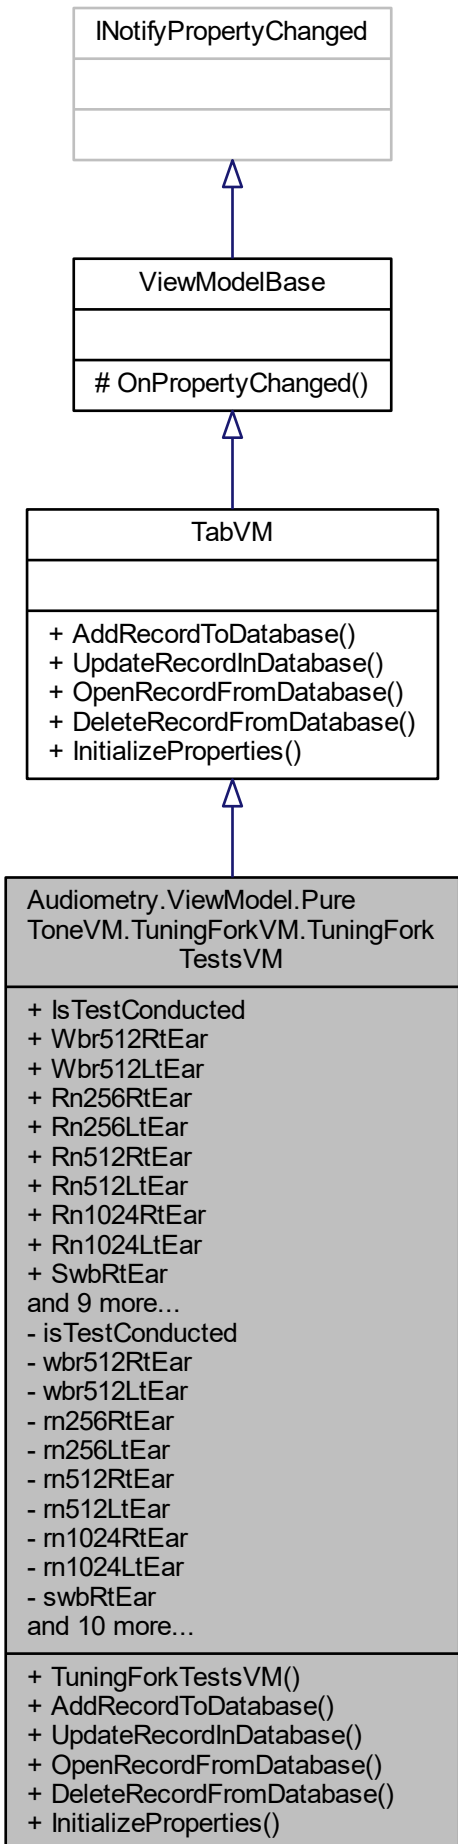 INotifyPropertyChanged
ViewModelBase
# OnPropertyChanged()
TabVM
+ AddRecordToDatabase()
+ UpdateRecordInDatabase()
+ OpenRecordFromDatabase()
+ DeleteRecordFromDatabase()
+ InitializeProperties()
Audiometry.ViewModel.Pure
ToneVM.TuningForkVM.TuningFork
TestsVM
+ IsTestConducted
+ Wbr512RtEar
+ Wbr512LtEar
+ Rn256RtEar
+ Rn256LtEar
+ Rn512RtEar
+ Rn512LtEar
+ Rn1024RtEar
+ Rn1024LtEar
+ SwbRtEar
and 9 more...
- isTestConducted
- wbr512RtEar
- wbr512LtEar
- rn256RtEar
- rn256LtEar
- rn512RtEar
- rn512LtEar
- rn1024RtEar
- rn1024LtEar
- swbRtEar
and 10 more...
+ TuningForkTestsVM()
+ AddRecordToDatabase()
+ UpdateRecordInDatabase()
+ OpenRecordFromDatabase()
+ DeleteRecordFromDatabase()
+ InitializeProperties()